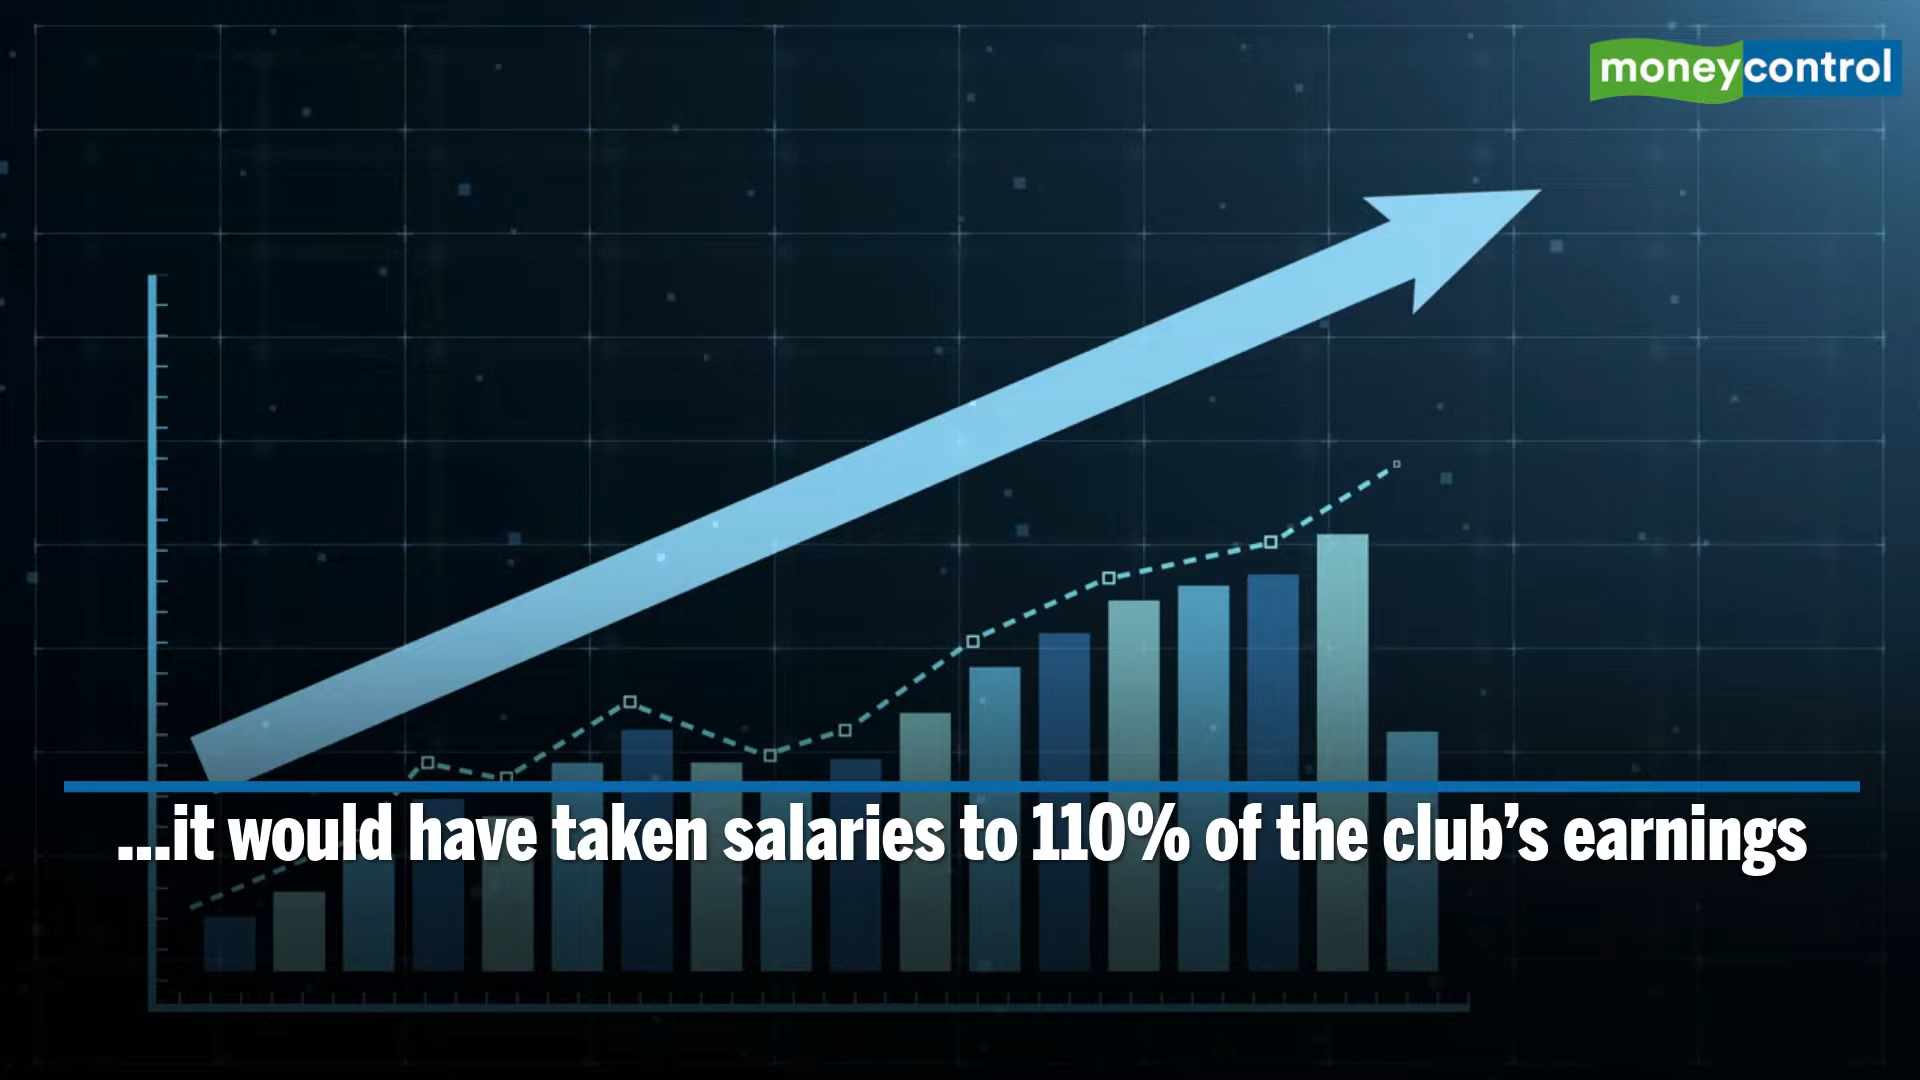 moneycontrol
...it would have taken salaries to 110% of the club’s earnings